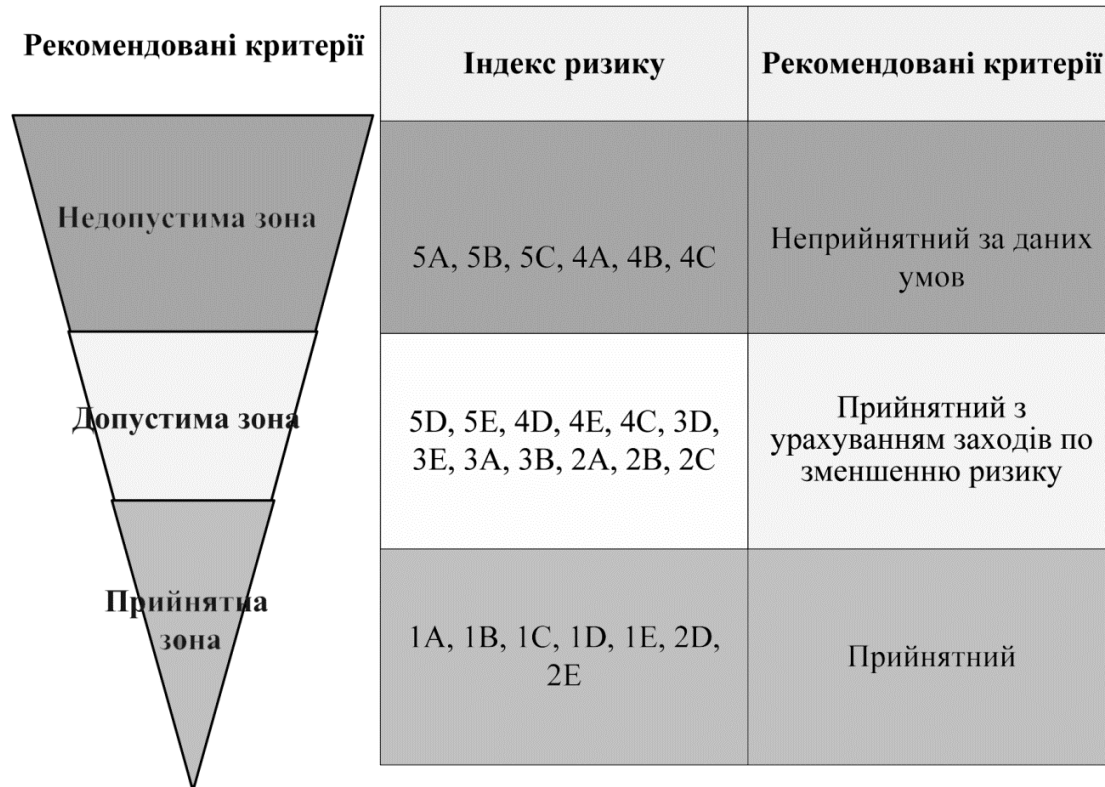 Рекомендовані критерії
Недопустима зона
Допустима зона
Прийнятна
зона
Індекс ризику
Рекомендовані критерії
5A, 5B, 5C, 4A, 4B, 4C
Неприйнятний за даних
умов
5D, 5E, 4D, 4E, 4C, 3D,
3E, 3A, 3B, 2A, 2B, 2C
Прийнятний з
урахуванням заходів по
зменшенню ризику
1A, 1B, 1C, 1D, 1E, 2D,
2E
Прийнятний